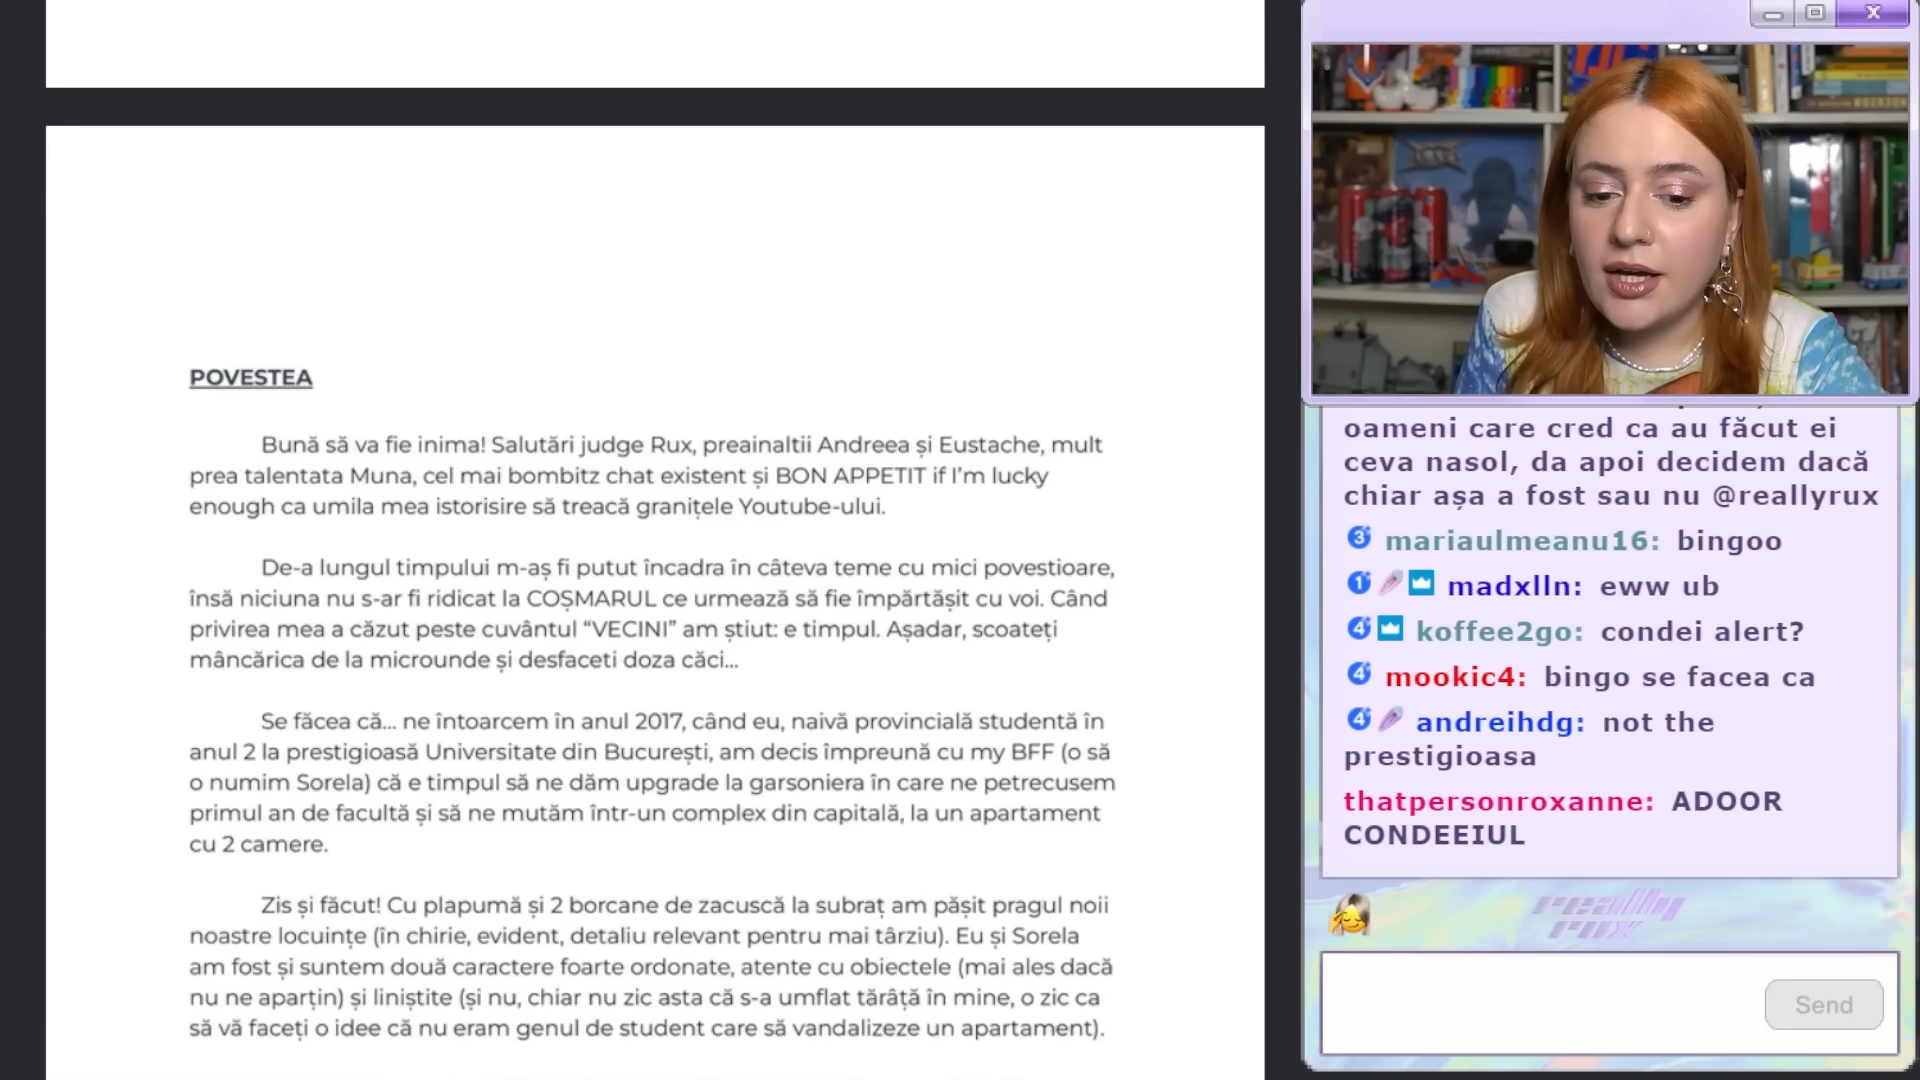 POVESTEA
Bună să va fie inima! Salutări judge Rux, preainaltii Andreea și Eustache, mult
prea talentata Muna, cel mai bombitz chat existent și BON APPETIT if I'm lucky
enough ca umila mea istorisire să treacă granițele Youtube-ului.
De-a lungul timpului m-aș fi putut încadra în câteva teme cu mici povestioare,
însă niciuna nu s-ar fi ridicat la COȘMARUL ce urmează să fie împărtășit cu voi. Când
privirea mea a căzut peste cuvântul “VECINI” am știut: e timpul. Așadar, scoateți
mâncărica de la microunde și desfaceti doza căci...
Se făcea că... ne întoarcem în anul 2017, când eu, naivă provincială studentă în
anul 2 la prestigioasă Universitate din București, am decis împreună cu my BFF (o să
o numim Sorela) că e timpul să ne dăm upgrade la garsoniera în care ne petrecusem
primul an de facultă și să ne mutăm într-un complex din capitală, la un apartament
cu 2 camere.
Zis și făcut! Cu plapumă și 2 borcane de zacuscă la subraț am pășit pragul noii
noastre locuințe (în chirie, evident, detaliu relevant pentru mai târziu). Eu și Sorela
am fost și suntem două caractere foarte ordonate, atente cu obiectele (mai ales dacă
nu ne aparțin) și liniștite (și nu, chiar nu zic asta că s-a umflat tărâță în mine, o zic ca
să vă faceți o idee că nu eram genul de student care să vandalizeze un apartament).
oameni care cred ca au făcut ei
ceva nasol, da apoi decidem dacă
chiar așa a fost sau nu @reallyrux
3 mariaulmeanu16: bingoo
1 madxlln: eww ub
4 koffee2go: condei alert?
4 mookic4: bingo se facea ca
4 andreihdg: not the
prestigioasa
thatpersonroxanne: ADOOR
CONDEEIUL
really
rux
Send